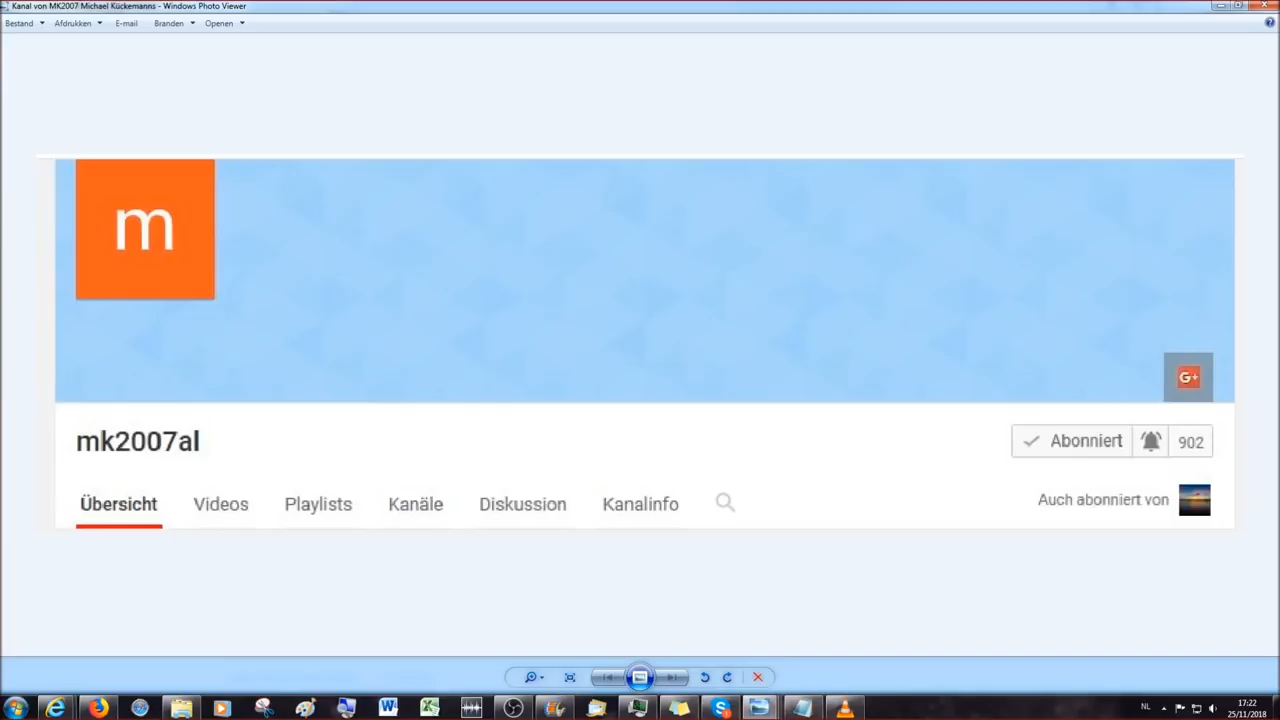 Kanal von MK2007 Michael Kückemanns - Windows Photo Viewer
Bestand Afdrukken E-mail Branden Openen
m
G+
mk2007al
Abonniert 902
Übersicht Videos Playlists Kanäle Diskussion Kanalinfo
Auch abonniert von
NL 17:22
25/11/2018